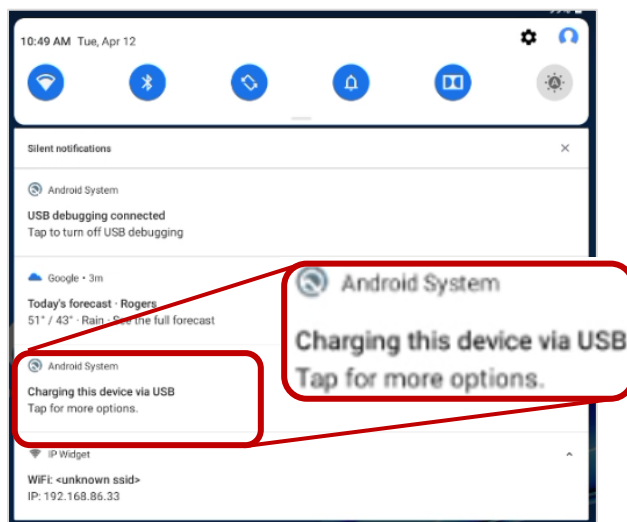 10:49 AM Tue, Apr 12
Silent notifications
Android System
USB debugging connected
Tap to turn off USB debugging
Google • 3m
Today's forecast · Rogers
51° / 43° · Rain · See the full forecast
Android System
Charging this device via USB
Tap for more options.
Android System
Charging this device via USB
Tap for more options.
IP Widget
WiFi: <unknown ssid>
IP: 192.168.86.33